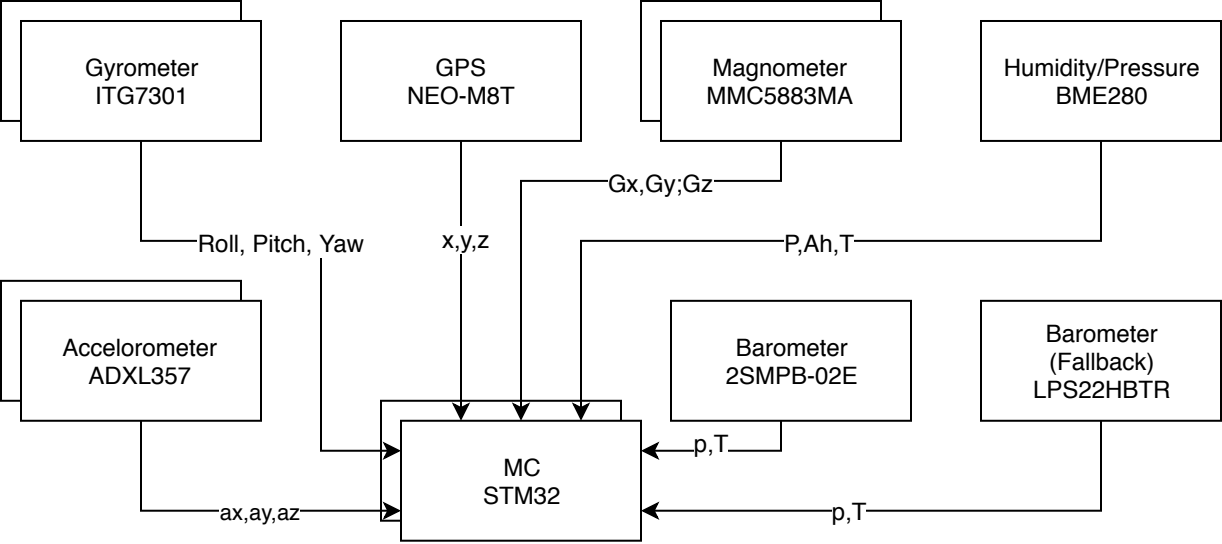 Gyrometer
ITG7301
GPS
NEO-M8T
Magnometer
MMC5883MA
Humidity/Pressure
BME280
Gx,Gy;Gz
Roll, Pitch, Yaw
x,y,z
P,Ah,T
Accelorometer
ADXL357
Barometer
2SMPB-02E
Barometer
(Fallback)
LPS22HBTR
p,T
MC
STM32
ax,ay,az
p,T